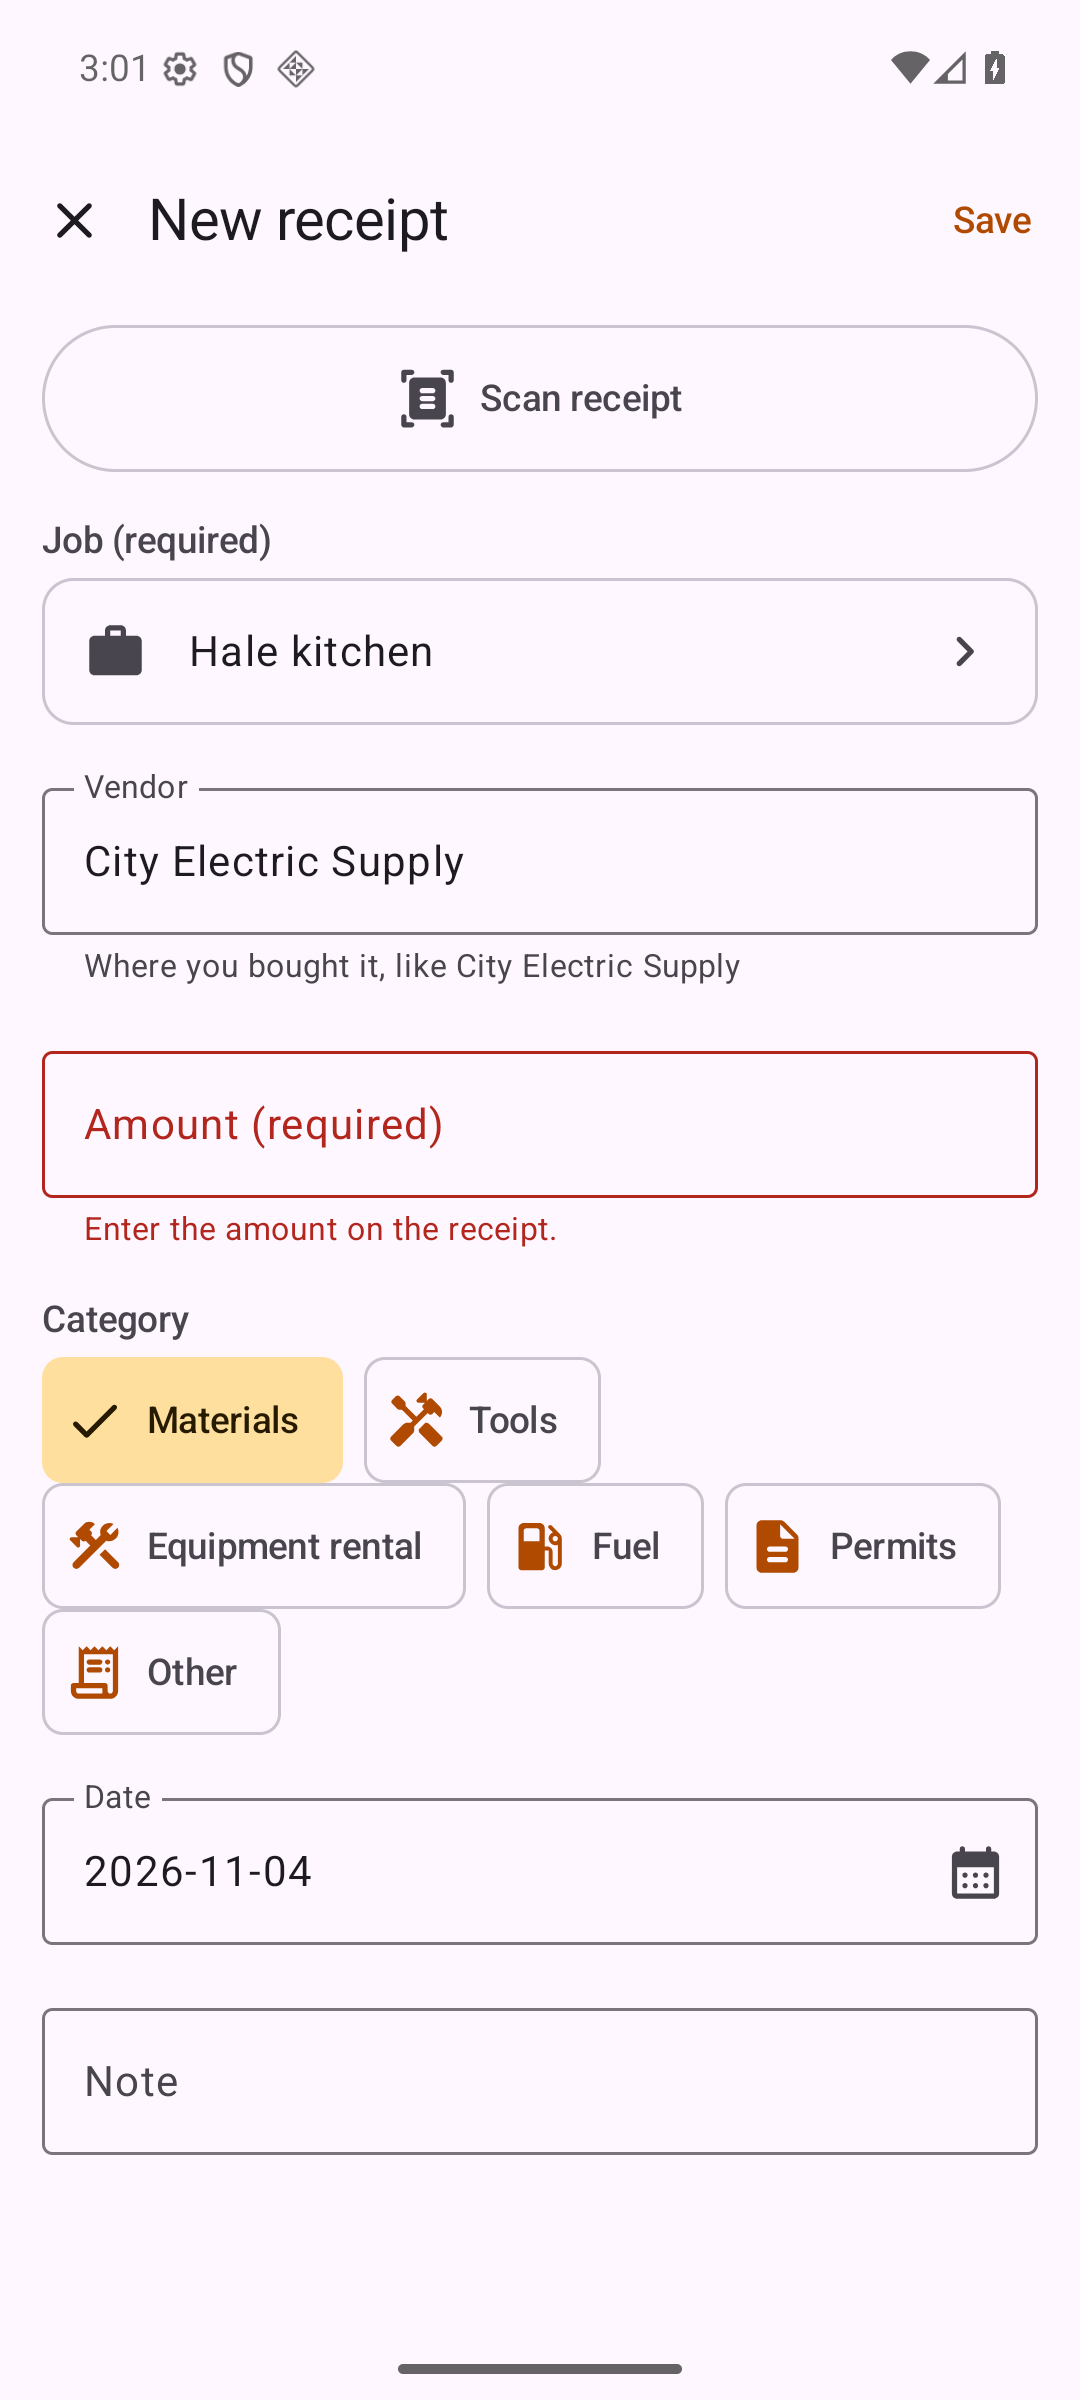 3:01
New receipt
Save
Scan receipt
Job (required)
Hale kitchen
Vendor
City Electric Supply
Where you bought it, like City Electric Supply
Amount (required)
Enter the amount on the receipt.
Category
Materials
Tools
Equipment rental
Fuel
Permits
Other
Date
2026-11-04
Note